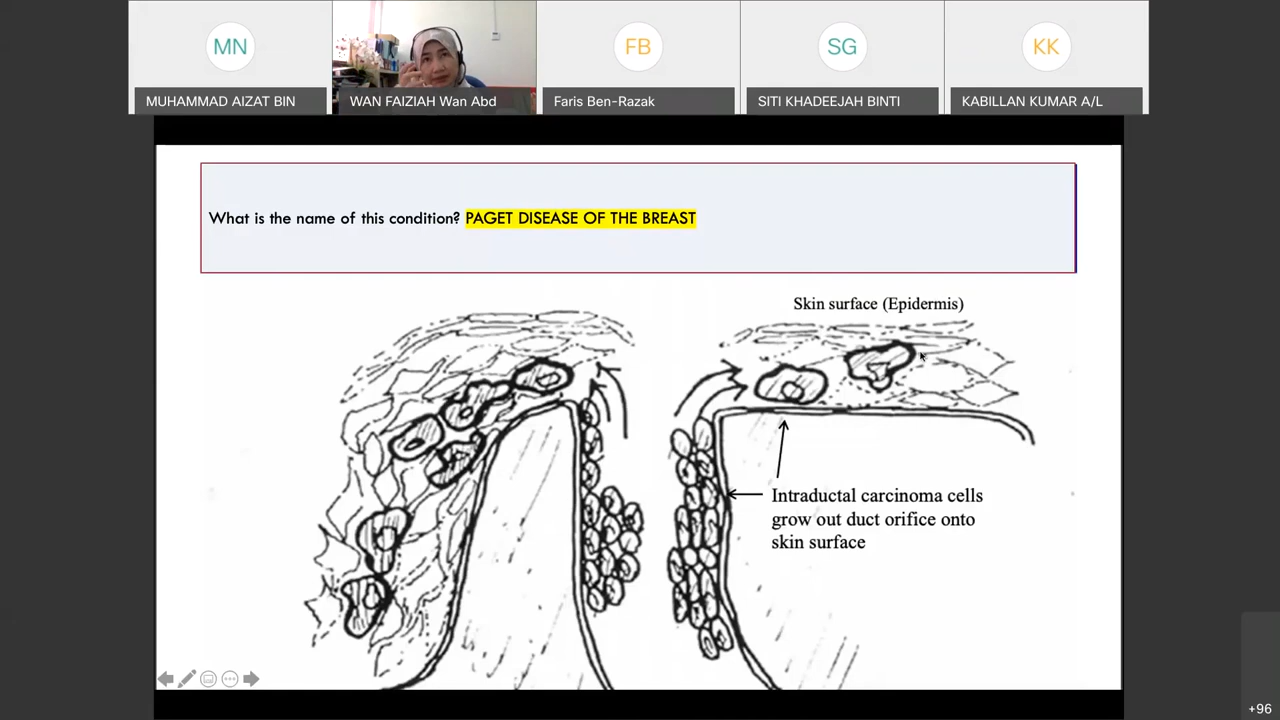 MN
FB
SG
KK
MUHAMMAD AIZAT BIN
WAN FAIZIAH Wan Abd
Faris Ben-Razak
SITI KHADEEJAH BINTI
KABILLAN KUMAR A/L
What is the name of this condition? PAGET DISEASE OF THE BREAST
Skin surface (Epidermis)
Intraductal carcinoma cells
grow out duct orifice onto
skin surface
+96